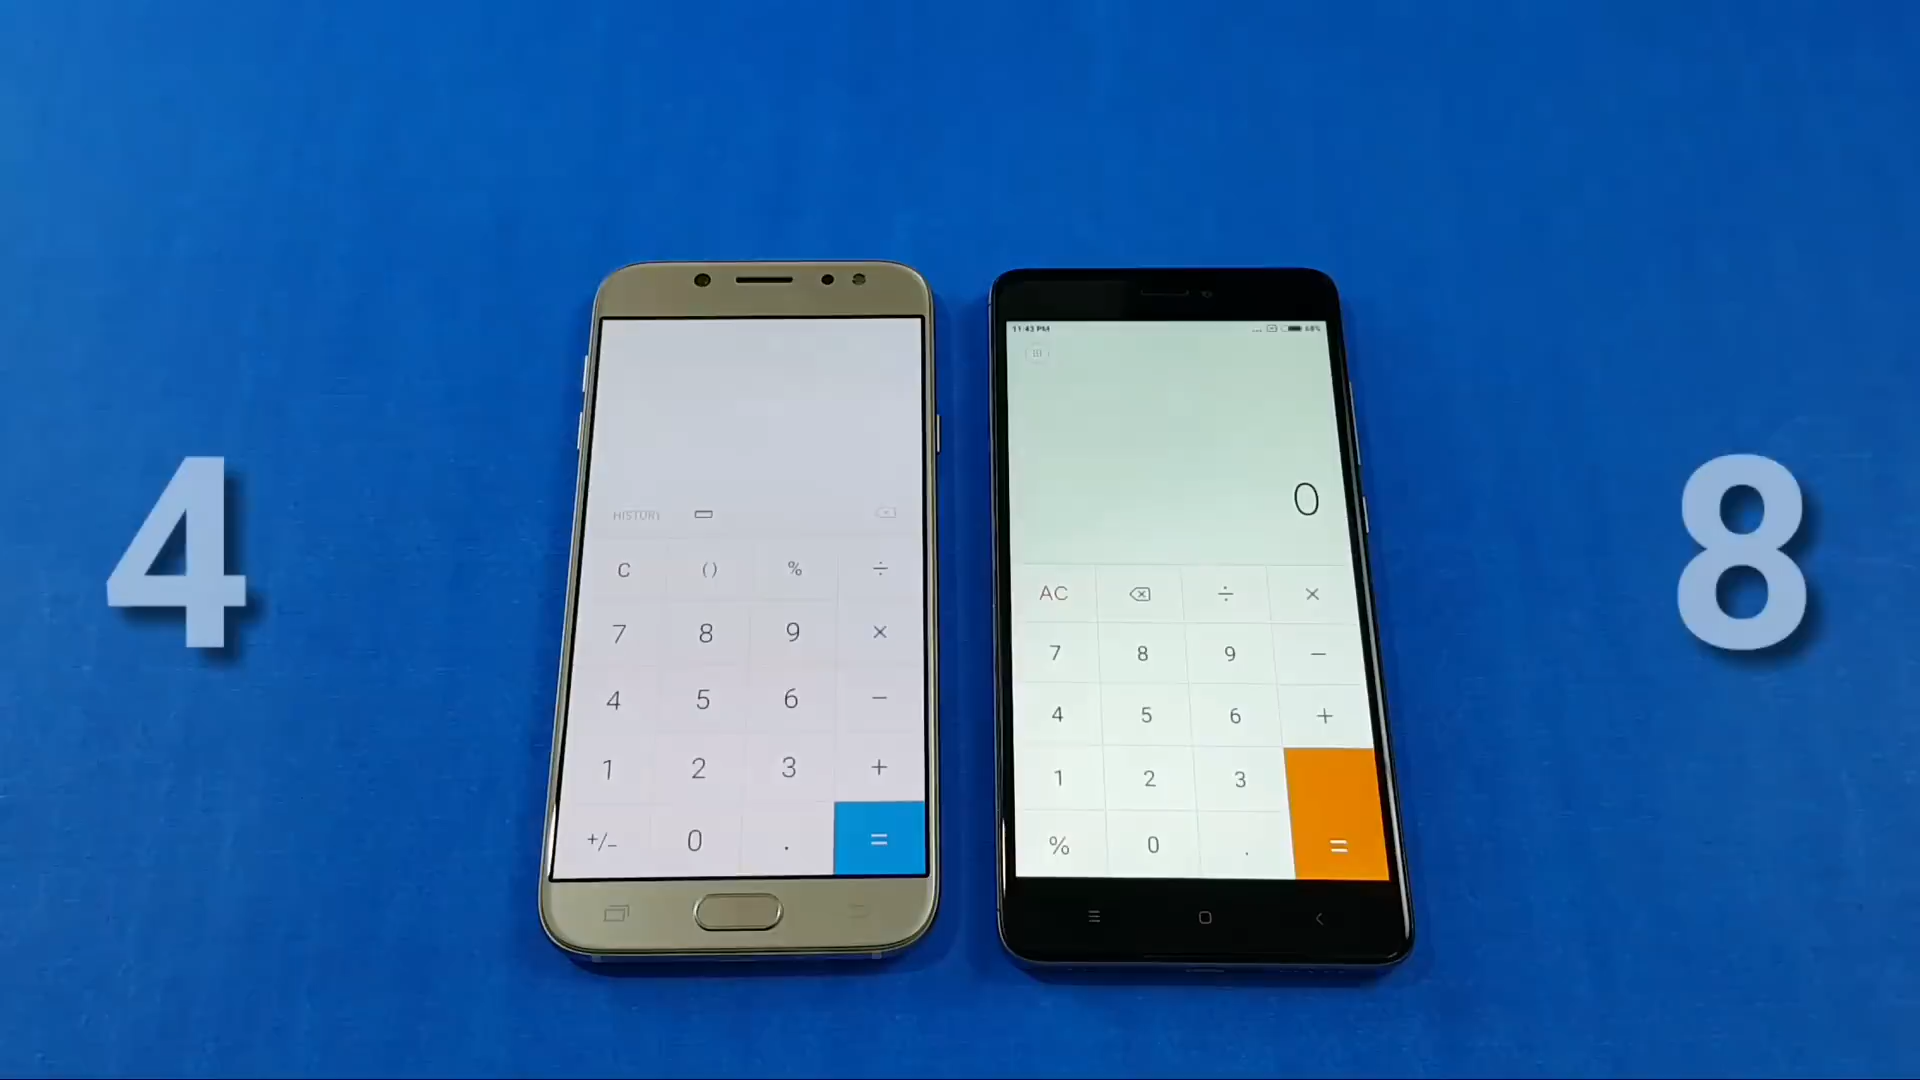 4
8
HISTORY
C ( ) % ÷
7 8 9 ×
4 5 6 −
1 2 3 +
+/− 0 . =
11:43 PM ... 68%
0
AC ÷ ×
7 8 9 −
4 5 6 +
1 2 3
% 0 . =